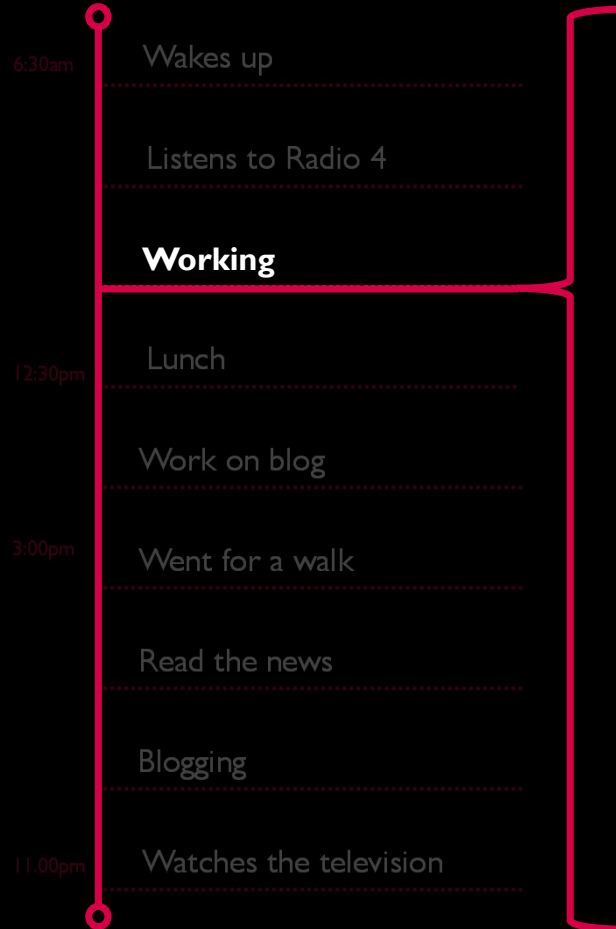 Wakes up
6:30am
Listens to Radio 4
Working
Lunch
12:30pm
Work on blog
3:00pm
Went for a walk
Read the news
Blogging
Watches the television
11.00pm